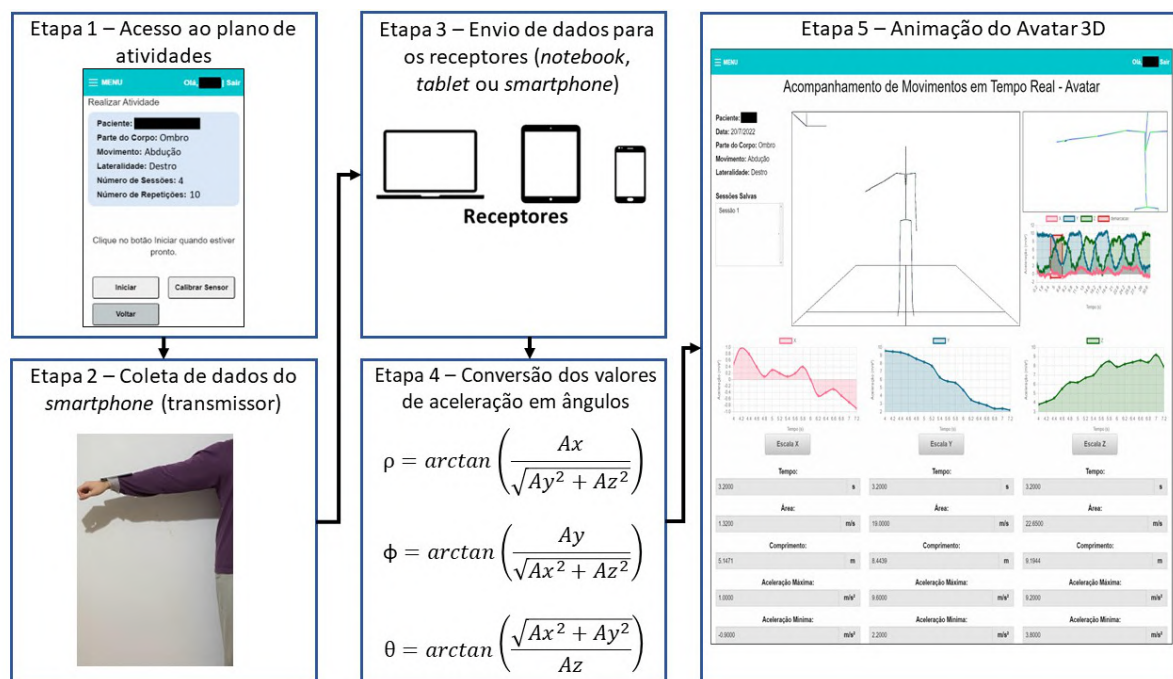 Etapa 1 – Acesso ao plano de
atividades
MENU
Olá, | Sair
Realizar Atividade
Paciente:
Parte do Corpo: Ombro
Movimento: Abdução
Lateralidade: Destro
Número de Sessões: 4
Número de Repetições: 10
Clique no botão Iniciar quando estiver
pronto.
Iniciar
Calibrar Sensor
Voltar
Etapa 2 – Coleta de dados do
smartphone (transmissor)
Etapa 3 – Envio de dados para
os receptores (notebook,
tablet ou smartphone)
Receptores
Etapa 4 – Conversão dos valores
de aceleração em ângulos
ρ = arctan(Ax / √(Ay² + Az²))
ϕ = arctan(Ay / √(Ax² + Az²))
θ = arctan(√(Ax² + Ay²) / Az)
Etapa 5 – Animação do Avatar 3D
MENU
Olá, Sair
Acompanhamento de Movimentos em Tempo Real - Avatar
Paciente:
Data: 20/7/2022
Parte do Corpo: Ombro
Movimento: Abdução
Lateralidade: Destro
Sessões Salvas
Sessão 1
Tempo (s)
Tempo (s)
Tempo (s)
Tempo (s)
Escala X
Escala Y
Escala Z
Tempo:
Tempo:
Tempo:
3.2000 s
3.2000 s
3.2000 s
Área:
Área:
Área:
1.3200 m/s
19.0000 m/s
22.6500 m/s
Comprimento:
Comprimento:
Comprimento:
5.1471 m
8.4439 m
9.1944 m
Aceleração Máxima:
Aceleração Máxima:
Aceleração Máxima:
1.0000 m/s²
9.6000 m/s²
9.2000 m/s²
Aceleração Mínima:
Aceleração Mínima:
Aceleração Mínima:
-0.9000 m/s²
2.2000 m/s²
3.8000 m/s²